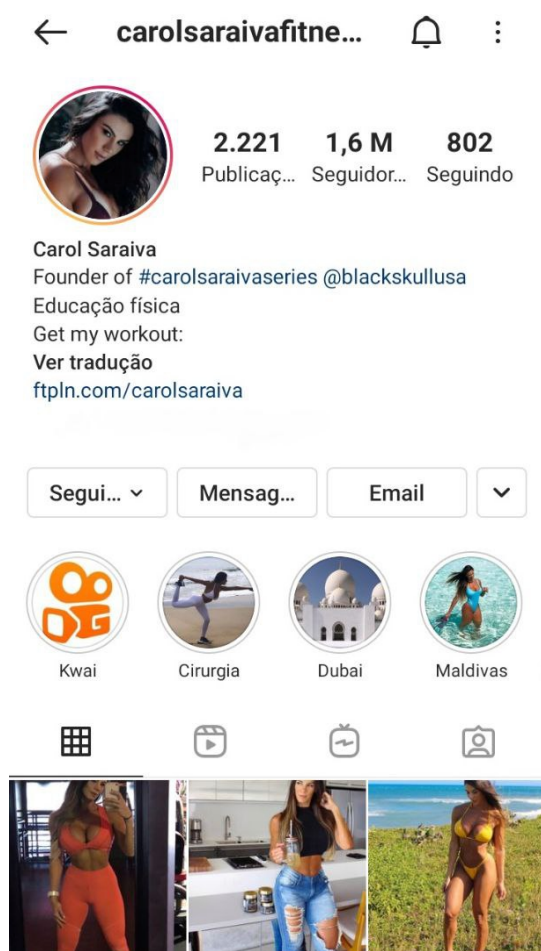 carolsaraivafitne...
2.221 1,6 M 802
Publicaç... Seguidor... Seguindo
Carol Saraiva
Founder of #carolsaraivaseries @blackskullusa
Educação física
Get my workout:
Ver tradução
ftpln.com/carolsaraiva
Segui... Mensag... Email
Kwai Cirurgia Dubai Maldivas